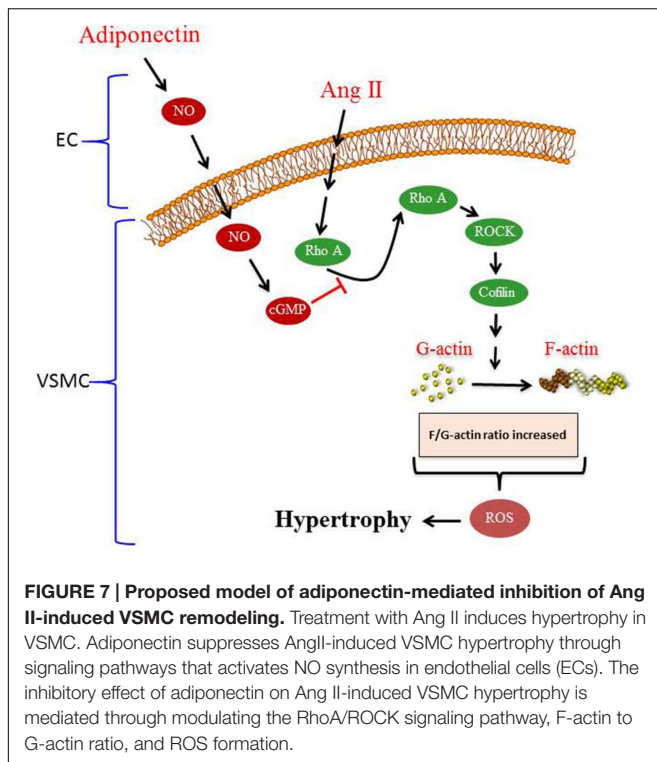 Adiponectin
NO
Ang II
EC
NO
Rho A
Rho A
ROCK
cGMP
Cofilin
VSMC
G-actin
F-actin
F/G-actin ratio increased
Hypertrophy
ROS
FIGURE 7 | Proposed model of adiponectin-mediated inhibition of Ang
II-induced VSMC remodeling. Treatment with Ang II induces hypertrophy in
VSMC. Adiponectin suppresses AngII-induced VSMC hypertrophy through
signaling pathways that activates NO synthesis in endothelial cells (ECs). The
inhibitory effect of adiponectin on Ang II-induced VSMC hypertrophy is
mediated through modulating the RhoA/ROCK signaling pathway, F-actin to
G-actin ratio, and ROS formation.